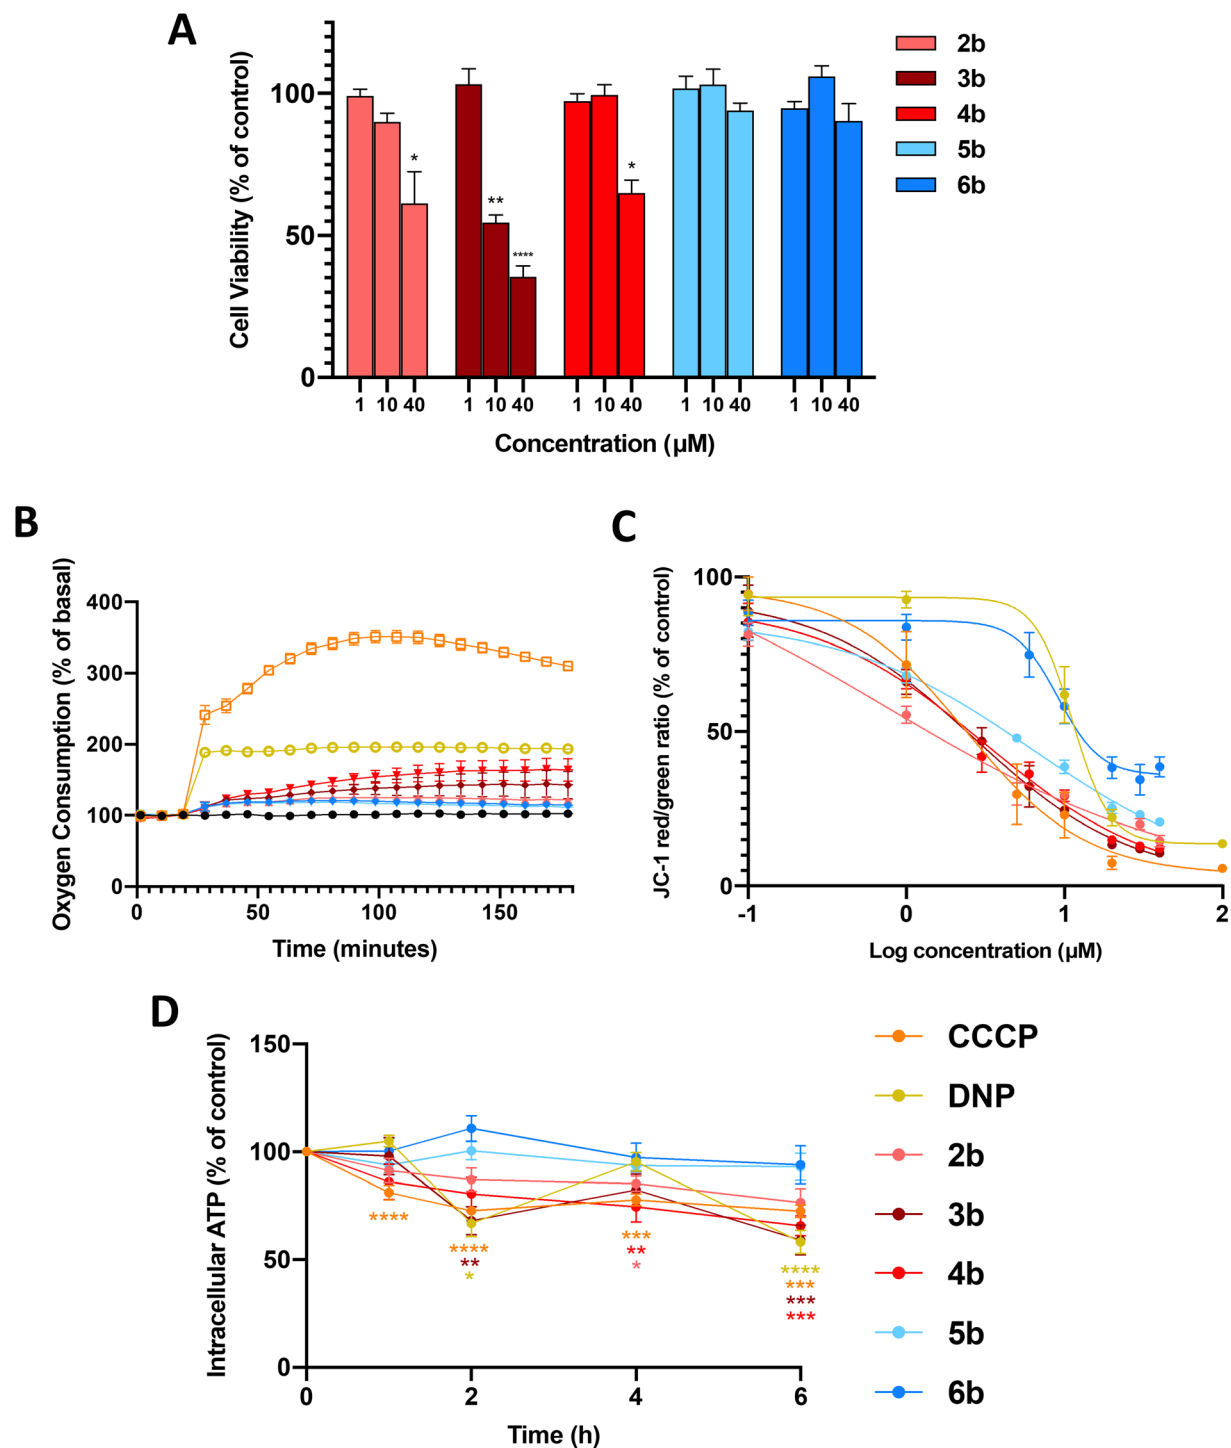 A
Cell Viability (% of control)
100
50
0
*
**
****
*
1 10 40 1 10 40 1 10 40 1 10 40 1 10 40
Concentration (µM)
2b
3b
4b
5b
6b
B
Oxygen Consumption (% of basal)
400
300
200
100
0
0 50 100 150
Time (minutes)
C
JC-1 red/green ratio (% of control)
100
50
0
-1 0 1 2
Log concentration (µM)
D
Intracellular ATP (% of control)
150
100
50
0
****
****
**
*
***
**
*
****
***
***
***
0 2 4 6
Time (h)
CCCP
DNP
2b
3b
4b
5b
6b